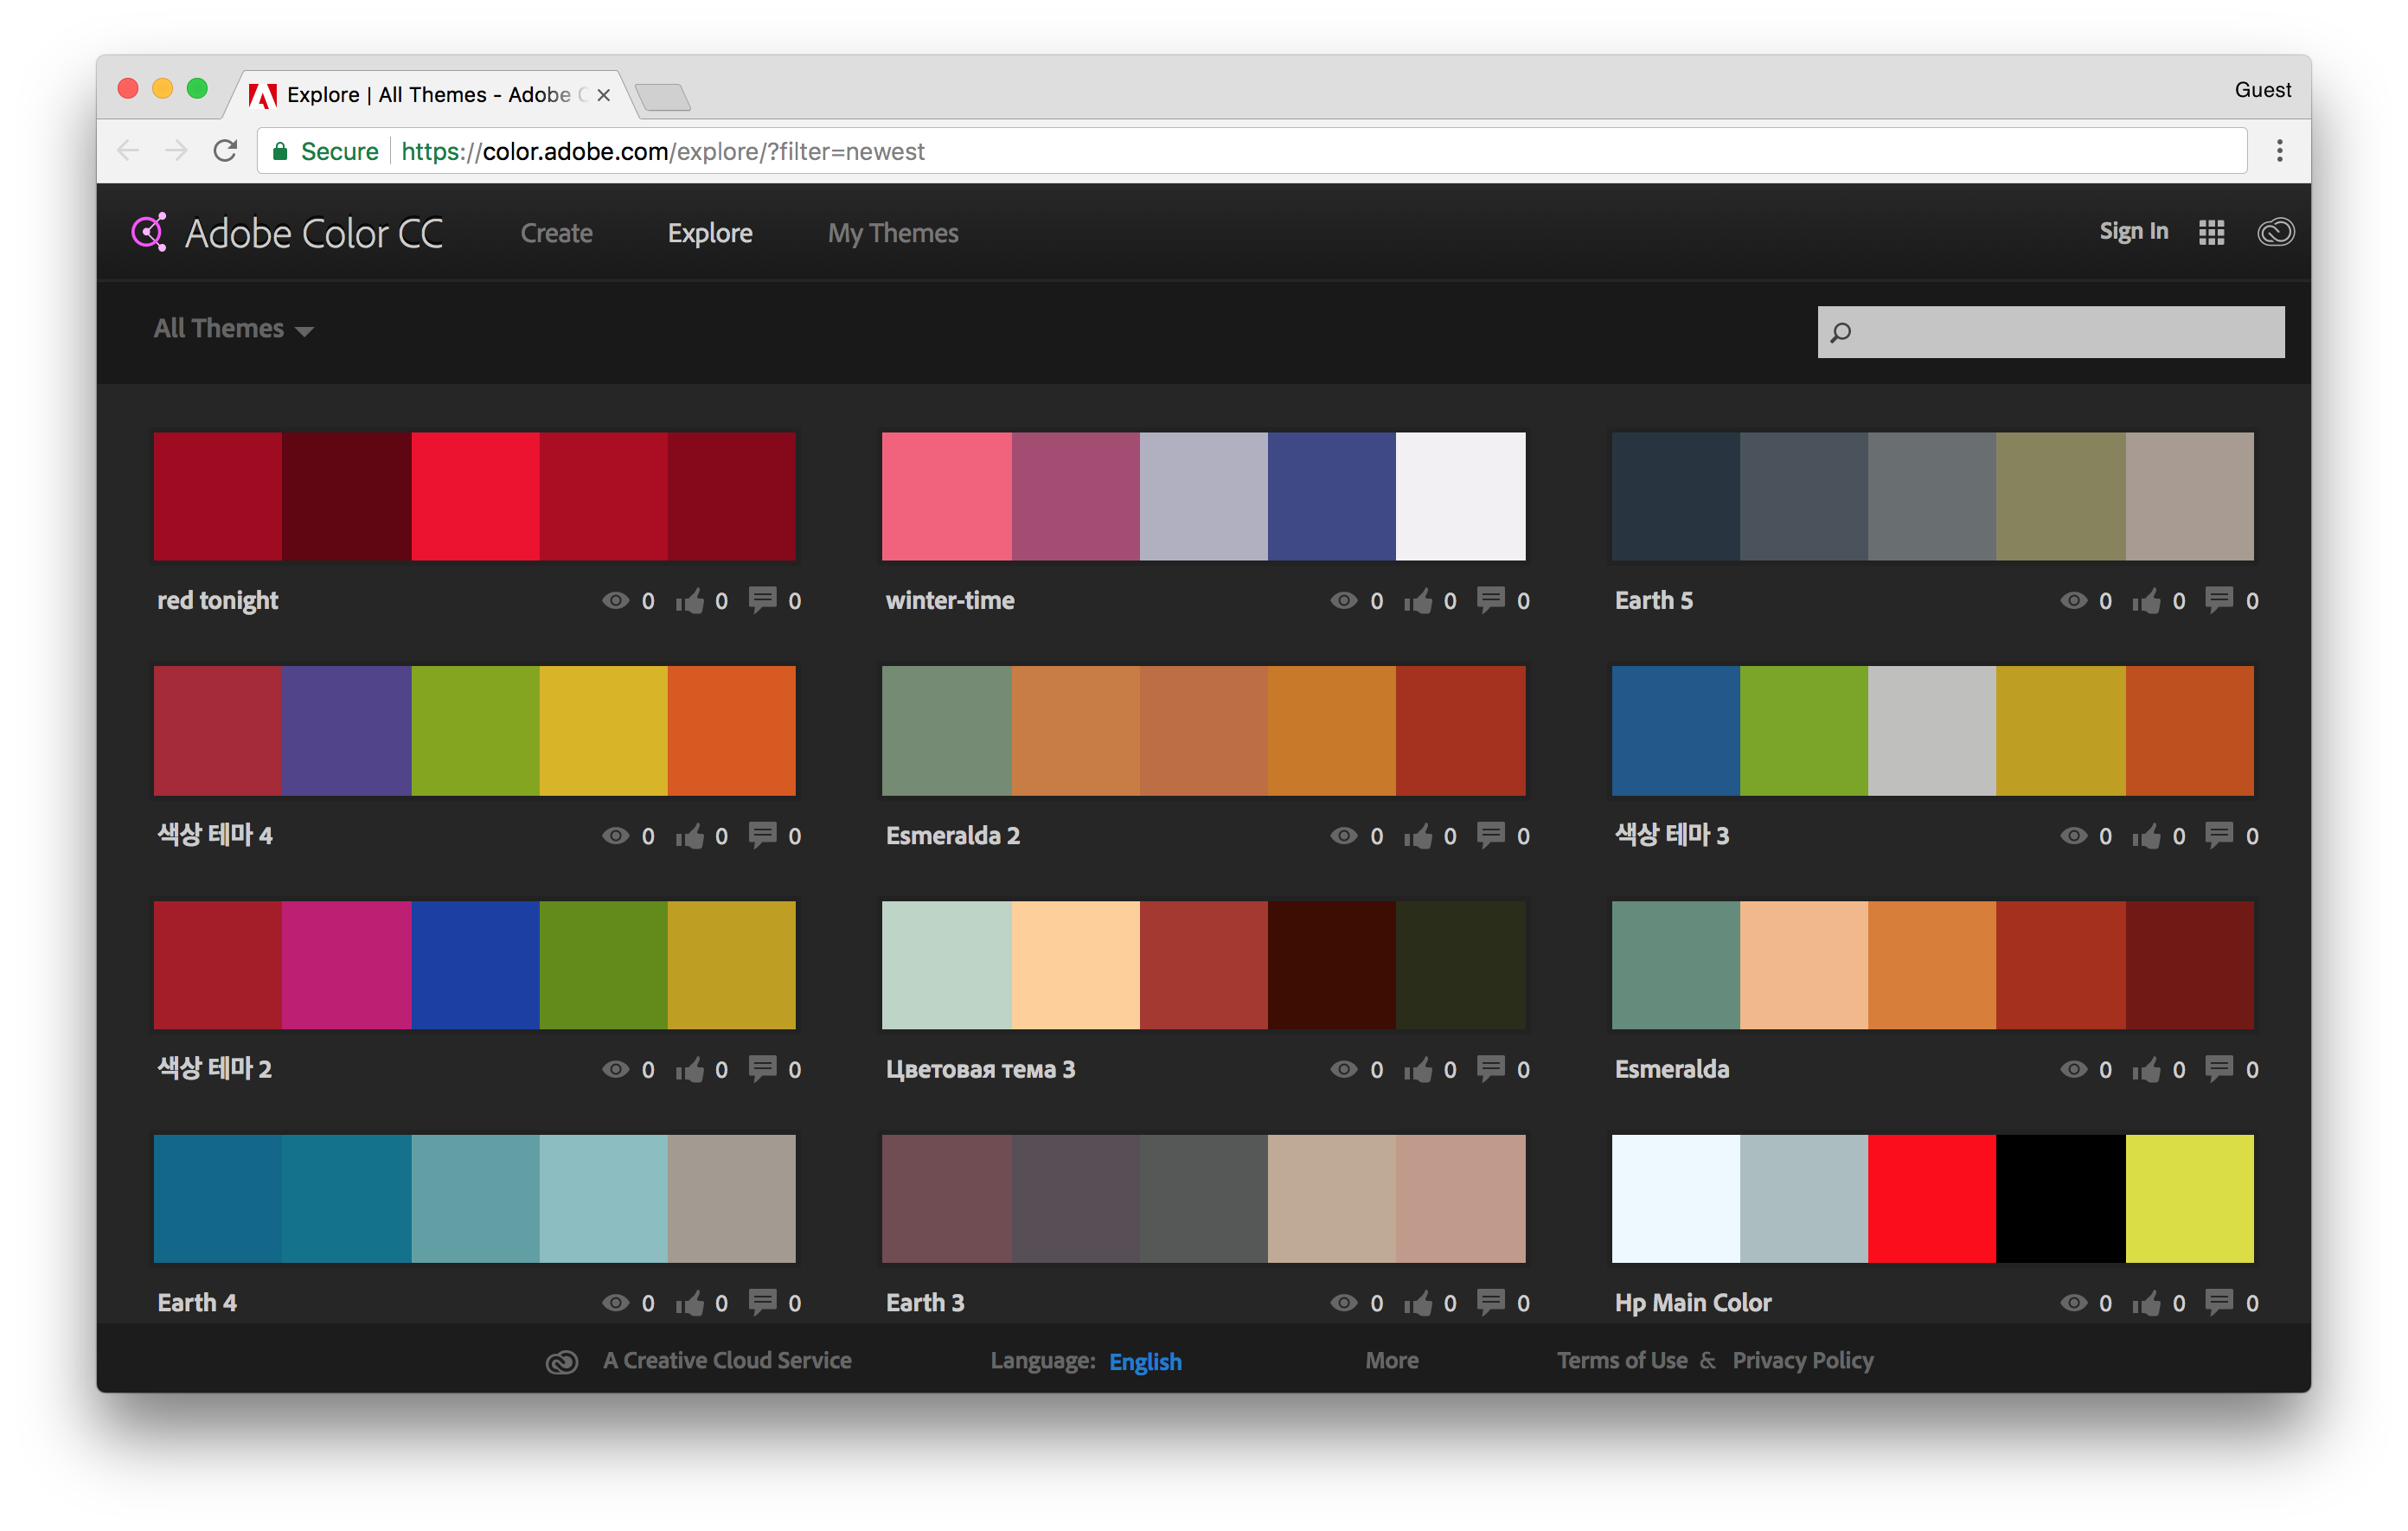 Explore | All Themes - Adobe C
Guest
Secure https://color.adobe.com/explore/?filter=newest
Adobe Color CC Create Explore My Themes Sign In
All Themes
red tonight 0 0 0 winter-time 0 0 0 Earth 5 0 0 0
색상 테마 4 0 0 0 Esmeralda 2 0 0 0 색상 테마 3 0 0 0
색상 테마 2 0 0 0 Цветовая тема 3 0 0 0 Esmeralda 0 0 0
Earth 4 0 0 0 Earth 3 0 0 0 Hp Main Color 0 0 0
A Creative Cloud Service Language: English More Terms of Use & Privacy Policy